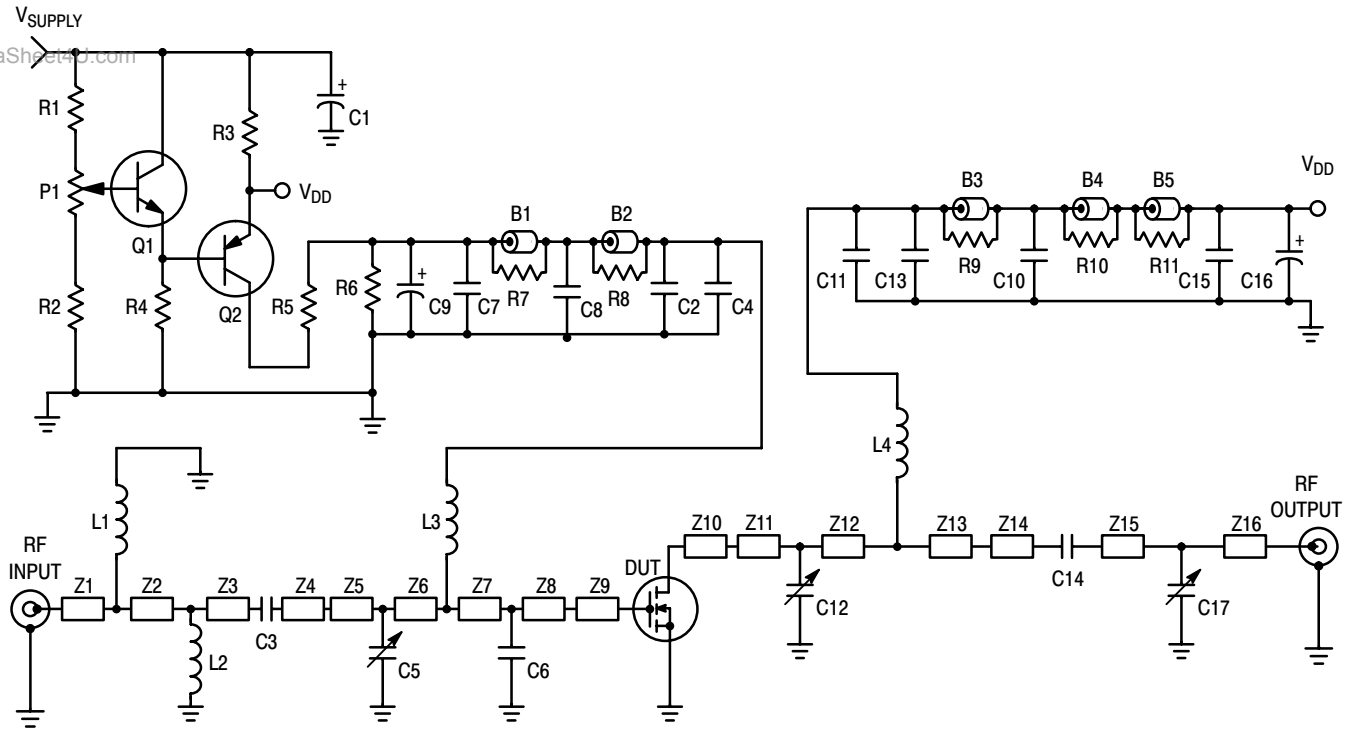 VSUPPLY
aSheet4U.com
R1
R3
+
C1
P1
VDD
Q1
R2
R4
Q2
R5
R6
+
C9
C7
B1
R7
C8
B2
R8
C2
C4
B3
B4
B5
VDD
C11
C13
R9
C10
R10
R11
C15
C16
+
L4
RF
INPUT
L1
L3
Z1
Z2
Z3
C3
Z4
Z5
Z6
Z7
Z8
Z9
L2
C5
C6
DUT
Z10
Z11
Z12
Z13
Z14
C14
Z15
Z16
C12
C17
RF
OUTPUT